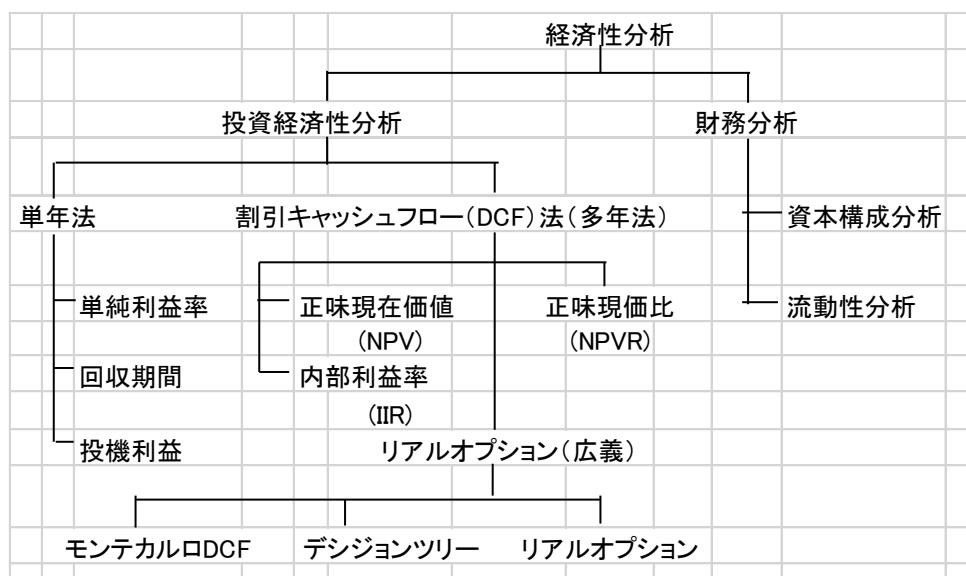 経済性分析
投資経済性分析 財務分析
単年法 割引キャッシュフロー(DCF)法(多年法) 資本構成分析
単純利益率 正味現在価値 正味現価比 流動性分析
(NPV) (NPVR)
回収期間 内部利益率
(IIR)
投機利益 リアルオプション(広義)
モンテカルロDCF デシジョンツリー リアルオプション